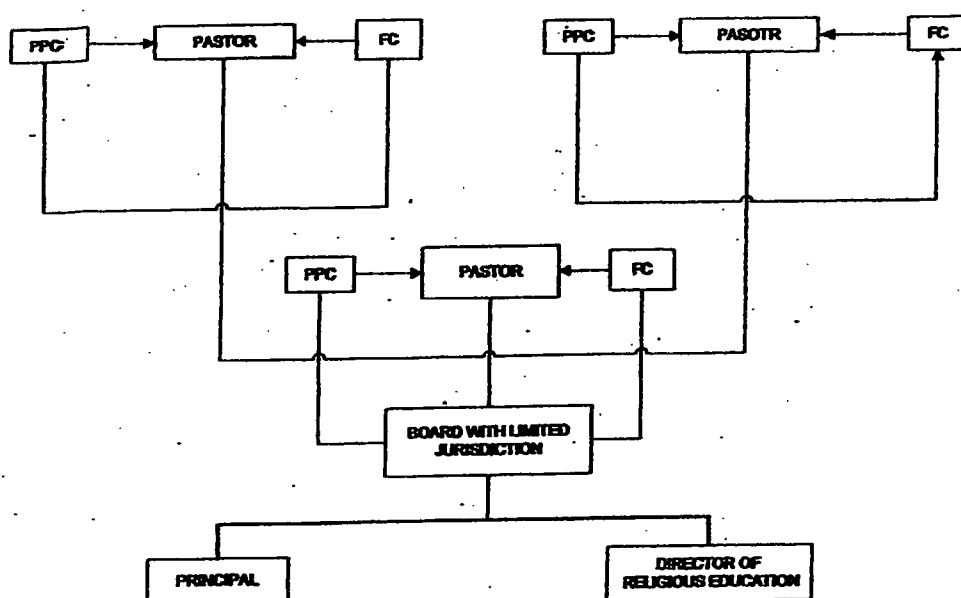 PPC PASTOR FC PPC PASOTR FC
PPC PASTOR FC
BOARD WITH LIMITED
JURISDICTION
PRINCIPAL
DIRECTOR OF
RELIGIOUS EDUCATION